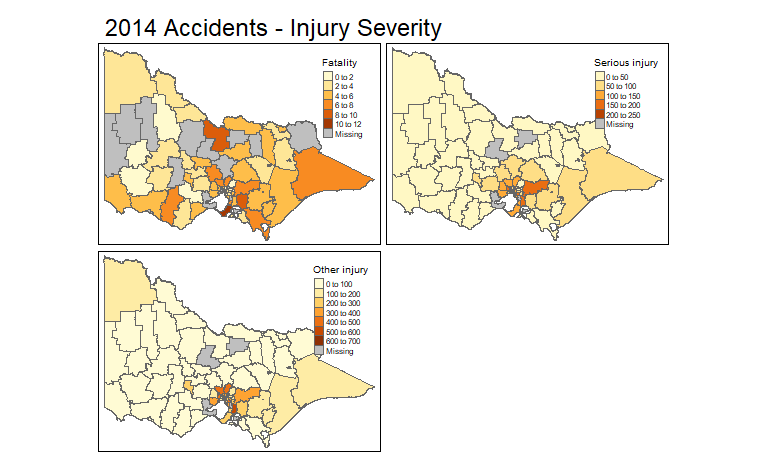 2014 Accidents - Injury Severity
Fatality
0 to 2
2 to 4
4 to 6
6 to 8
8 to 10
10 to 12
Missing
Serious injury
0 to 50
50 to 100
100 to 150
150 to 200
200 to 250
Missing
Other injury
0 to 100
100 to 200
200 to 300
300 to 400
400 to 500
500 to 600
600 to 700
Missing